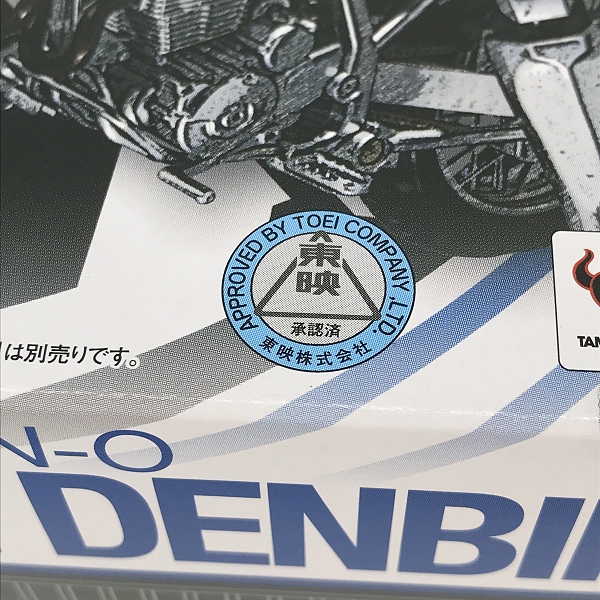 APPROVED BY TOEI COMPANY, LTD.
東映
承認済
東映株式会社
は別売りです。
TAM
N-O
DENBI